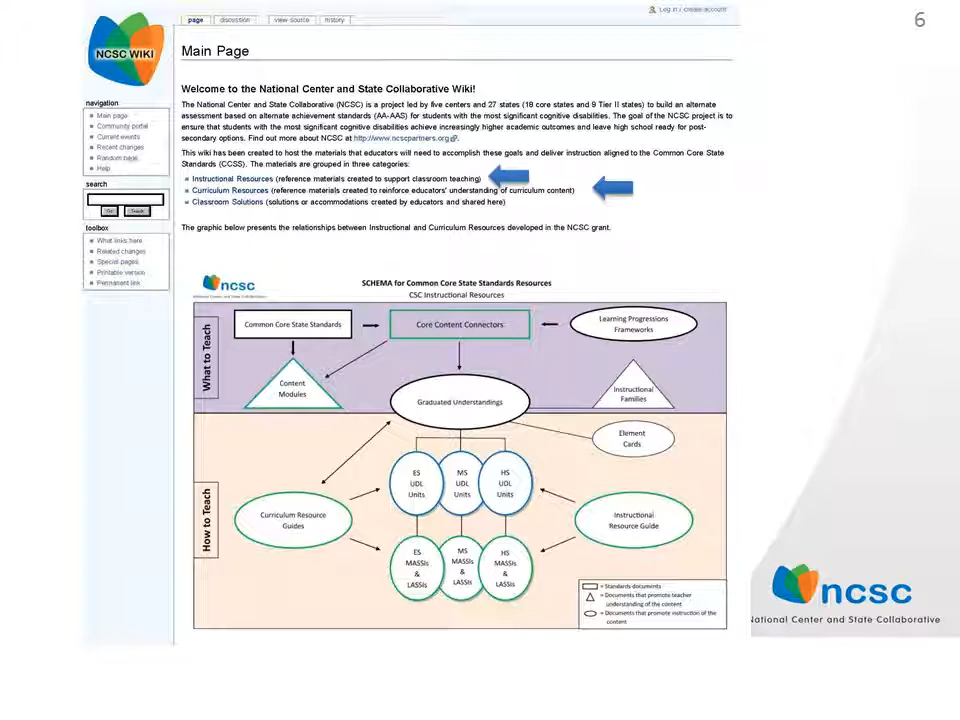 6
page discussion view source history
Log in / create account
NCSC WIKI
Main Page
Welcome to the National Center and State Collaborative Wiki!
The National Center and State Collaborative (NCSC) is a project led by five centers and 27 states (18 core states and 9 Tier II states) to build an alternate
assessment based on alternate achievement standards (AA-AAS) for students with the most significant cognitive disabilities. The goal of the NCSC project is to
ensure that students with the most significant cognitive disabilities achieve increasingly higher academic outcomes and leave high school ready for post-
secondary options. Find out more about NCSC at http://www.ncscpartners.org.
This wiki has been created to host the materials that educators will need to accomplish these goals and deliver instruction aligned to the Common Core State
Standards (CCSS). The materials are grouped in three categories:
Instructional Resources (reference materials created to support classroom teaching)
Curriculum Resources (reference materials created to reinforce educators' understanding of curriculum content)
Classroom Solutions (solutions or accommodations created by educators and shared here)
The graphic below presents the relationships between Instructional and Curriculum Resources developed in the NCSC grant.
navigation
Main page
Community portal
Current events
Recent changes
Random page
Help
search
Go Search
toolbox
What links here
Related changes
Special pages
Printable version
Permanent link
ncsc
National Center and State Collaborative
SCHEMA for Common Core State Standards Resources
CSC Instructional Resources
What to Teach
Common Core State Standards
Core Content Connectors
Learning Progressions
Frameworks
Content
Modules
Graduated Understandings
Instructional
Families
Element
Cards
How to Teach
ES
UDL
Units
MS
UDL
Units
HS
UDL
Units
Curriculum Resource
Guides
Instructional
Resource Guide
ES
MASSIs
&
LASSIs
MS
MASSIs
&
LASSIs
HS
MASSIs
&
LASSIs
= Standards documents
= Documents that promote teacher
understanding of the content
= Documents that promote instruction of the
content
ncsc
National Center and State Collaborative